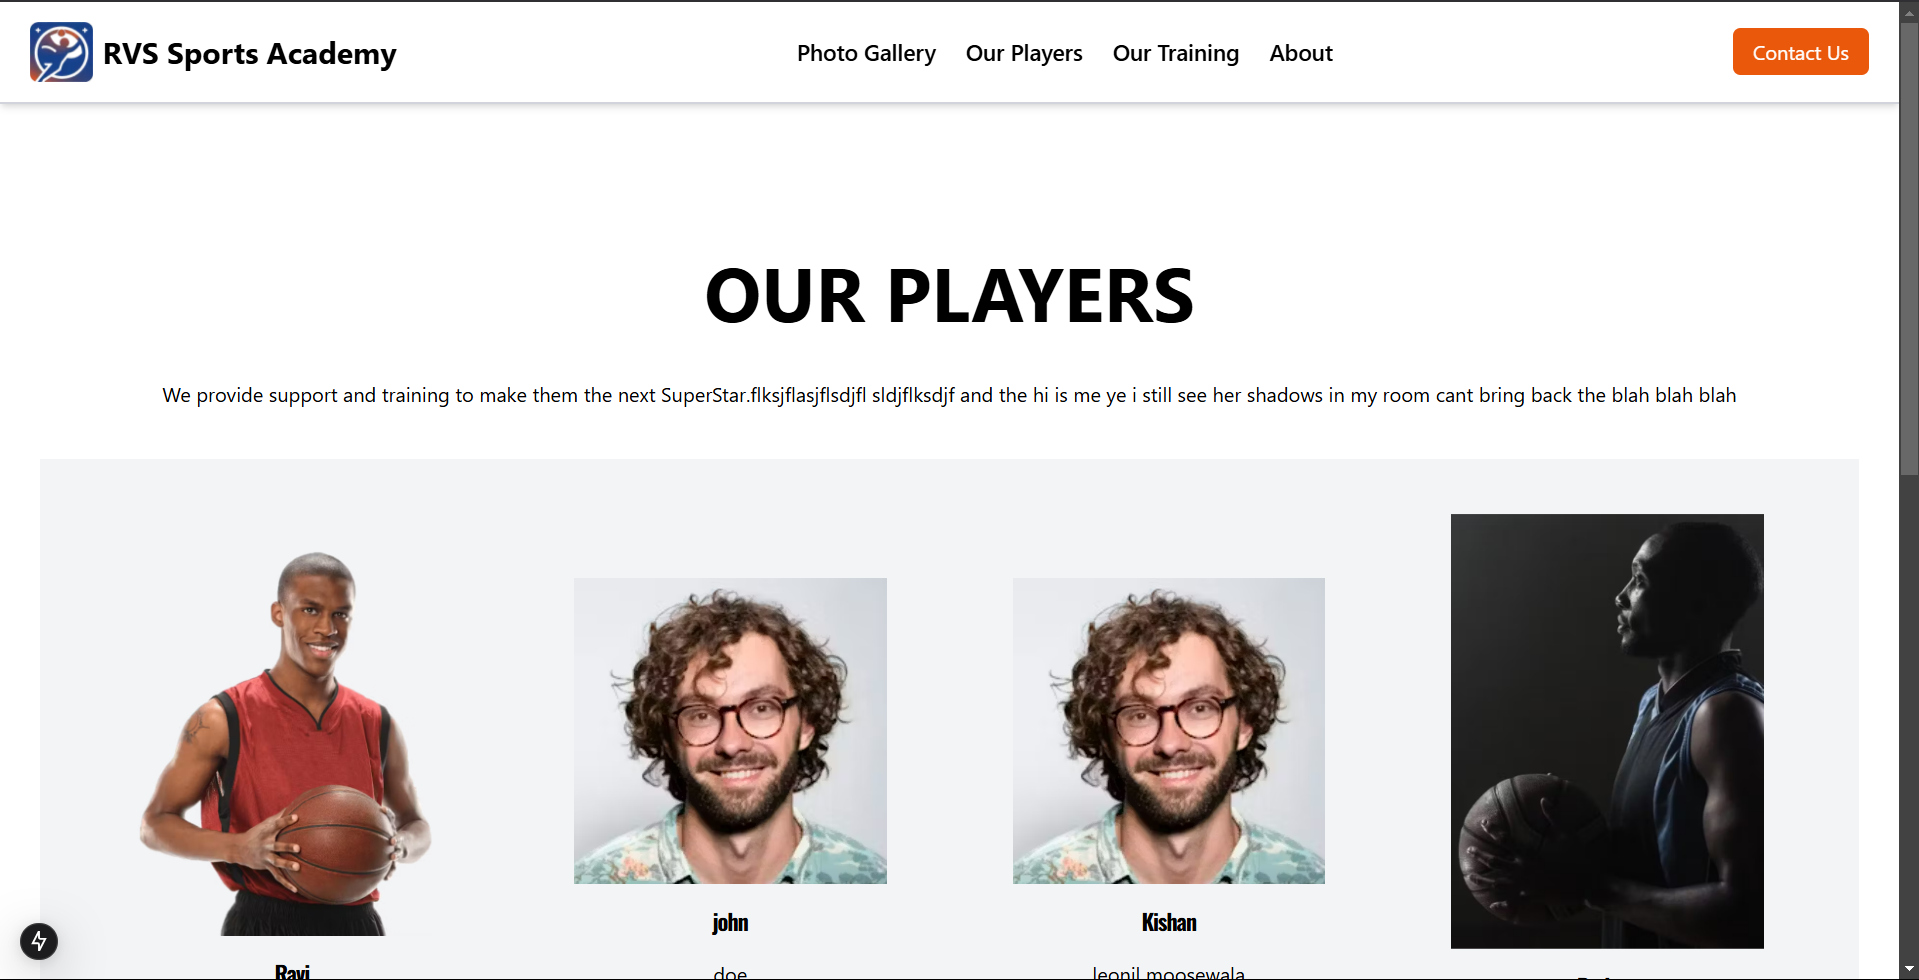 RVS Sports Academy
Photo Gallery
Our Players
Our Training
About
Contact Us
OUR PLAYERS
We provide support and training to make them the next SuperStar.flksjflasjflsdjfl sldjflksdjf and the hi is me ye i still see her shadows in my room cant bring back the blah blah blah
john
Kishan
Ravi
doe
leonil moosewala